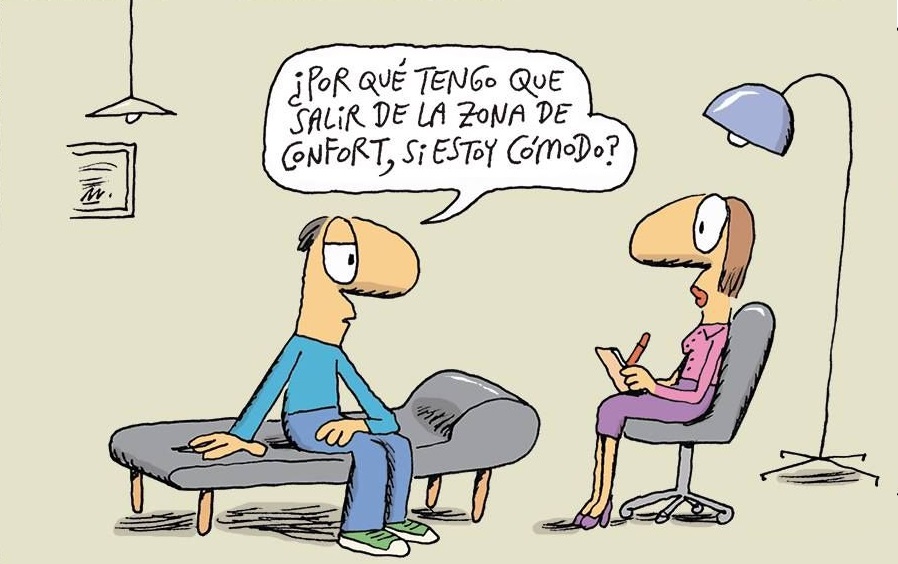 ¿POR QUÉ TENGO QUE
SALIR DE LA ZONA DE
CONFORT, SI ESTOY CÓMODO?